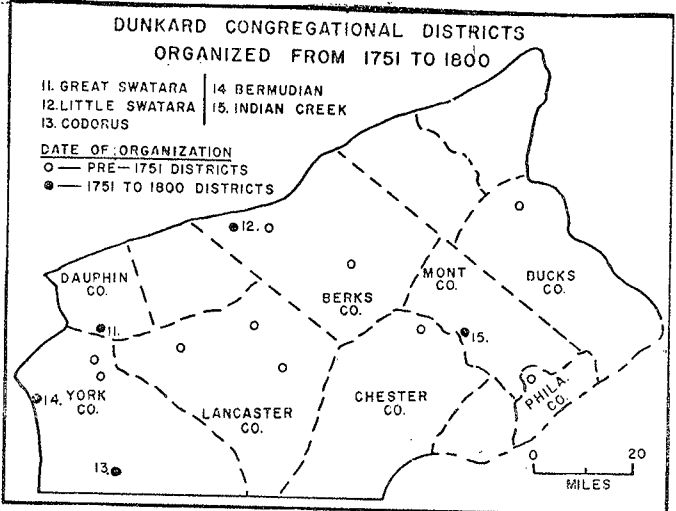 DUNKARD CONGREGATIONAL DISTRICTS
ORGANIZED FROM 1751 TO 1800
11. GREAT SWATARA
12. LITTLE SWATARA
13. CODORUS
14 BERMUDIAN
15. INDIAN CREEK
DATE OF ORGANIZATION
O — PRE — 1751 DISTRICTS
● — 1751 TO 1800 DISTRICTS
12.
DAUPHIN
CO.
BERKS
CO.
MONT
CO.
BUCKS
CO.
11.
15.
14. YORK
CO.
LANCASTER
CO.
CHESTER
CO.
PHILA.
CO.
13.
0 20
MILES